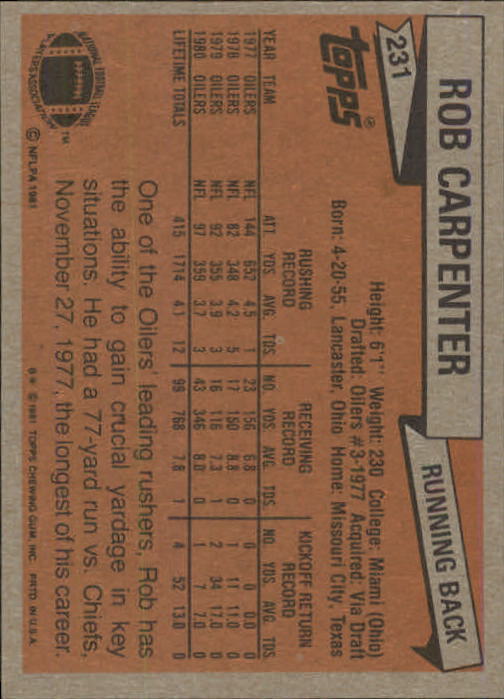 231
ROB CARPENTER
RUNNING BACK
topps®
Height: 6'1" Weight: 230 College: Miami (Ohio)
Drafted: Oilers #3-1977 Acquired: Via Draft
Born: 4-20-55, Lancaster, Ohio Home: Missouri City, Texas
RUSHING RECORD RECEIVING RECORD KICKOFF RETURN RECORD
YEAR TEAM ATT. YDS. AVG. TDS. NO. YDS. AVG. TDS. NO. YDS. AVG. TDS.
1977 OILERS NFL 144 652 4.5 1 23 156 6.8 0 0 0 0.0 0
1978 OILERS NFL 82 348 4.2 5 17 150 8.8 0 1 11 11.0 0
1979 OILERS NFL 92 355 3.9 3 16 116 7.3 1 2 34 17.0 0
1980 OILERS NFL 97 359 3.7 3 43 346 8.0 0 1 7 7.0 0
LIFETIME TOTALS 415 1714 4.1 12 99 768 7.8 1 4 52 13.0 0
One of the Oilers' leading rushers, Rob has
the ability to gain crucial yardage in key
situations. He had a 77-yard run vs. Chiefs,
November 27, 1977, the longest of his career.
NATIONAL FOOTBALL LEAGUE
PLAYERS ASSOCIATION
™
© NFLPA 1981
© 1981 TOPPS CHEWING GUM, INC. PRTD. IN U.S.A.